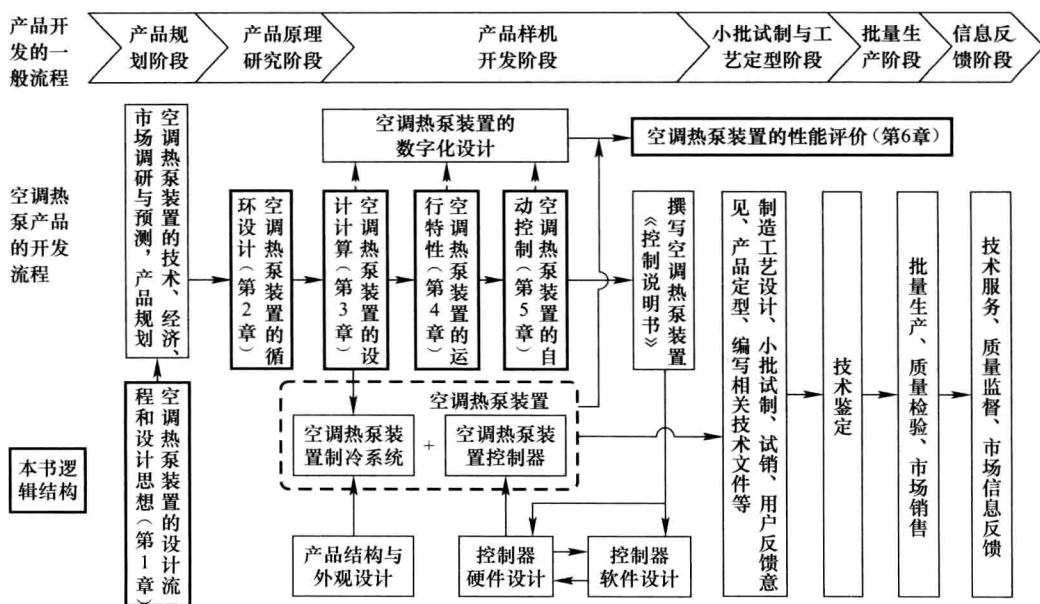 产品开
发的一
般流程
产品规
划阶段
产品原理
研究阶段
产品样机
开发阶段
小批试制与工
艺定型阶段
批量生
产阶段
信息反
馈阶段
空调热
泵产品
的开发
流程
空调热泵装置的技术、经济、
市场调研与预测，产品规划
空调热泵装置的
数字化设计
空调热泵装置的性能评价(第6章)
空调热泵装置的循
环设计(第2章)
空调热泵装置的设
计计算(第3章)
空调热泵装置的运
行特性(第4章)
空调热泵装置的自
动控制(第5章)
撰写空调热泵装置
《控制说明书》
制造工艺设计、小批试制、试销、用户反馈意
见、产品定型、编写相关技术文件等
技术鉴定
批量生产、质量检验、市场销售
技术服务、质量监督、市场信息反馈
本书逻
辑结构
空调热泵装置的设计流
程和设计思想(第1章)
空调热泵装置
空调热泵装
置制冷系统
+
空调热泵装
置控制器
产品结构与
外观设计
控制器
硬件设计
控制器
软件设计